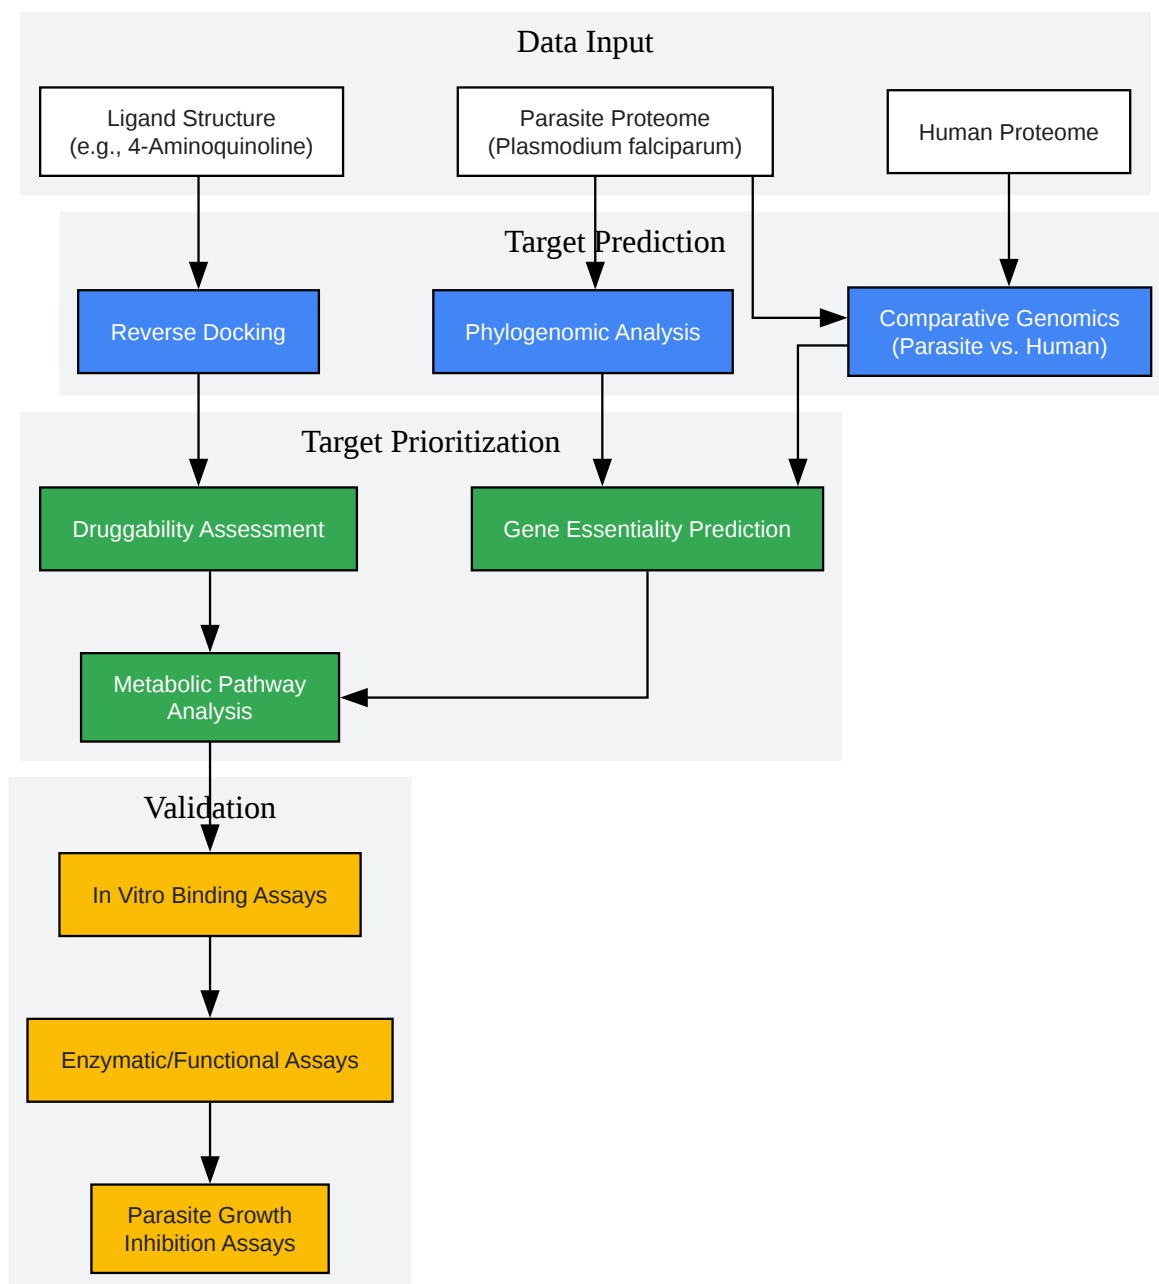 Data Input
Ligand Structure
(e.g., 4-Aminoquinoline)
Parasite Proteome
(Plasmodium falciparum)
Human Proteome
Target Prediction
Reverse Docking
Phylogenomic Analysis
Comparative Genomics
(Parasite vs. Human)
Target Prioritization
Druggability Assessment
Gene Essentiality Prediction
Metabolic Pathway
Analysis
Validation
In Vitro Binding Assays
Enzymatic/Functional Assays
Parasite Growth
Inhibition Assays